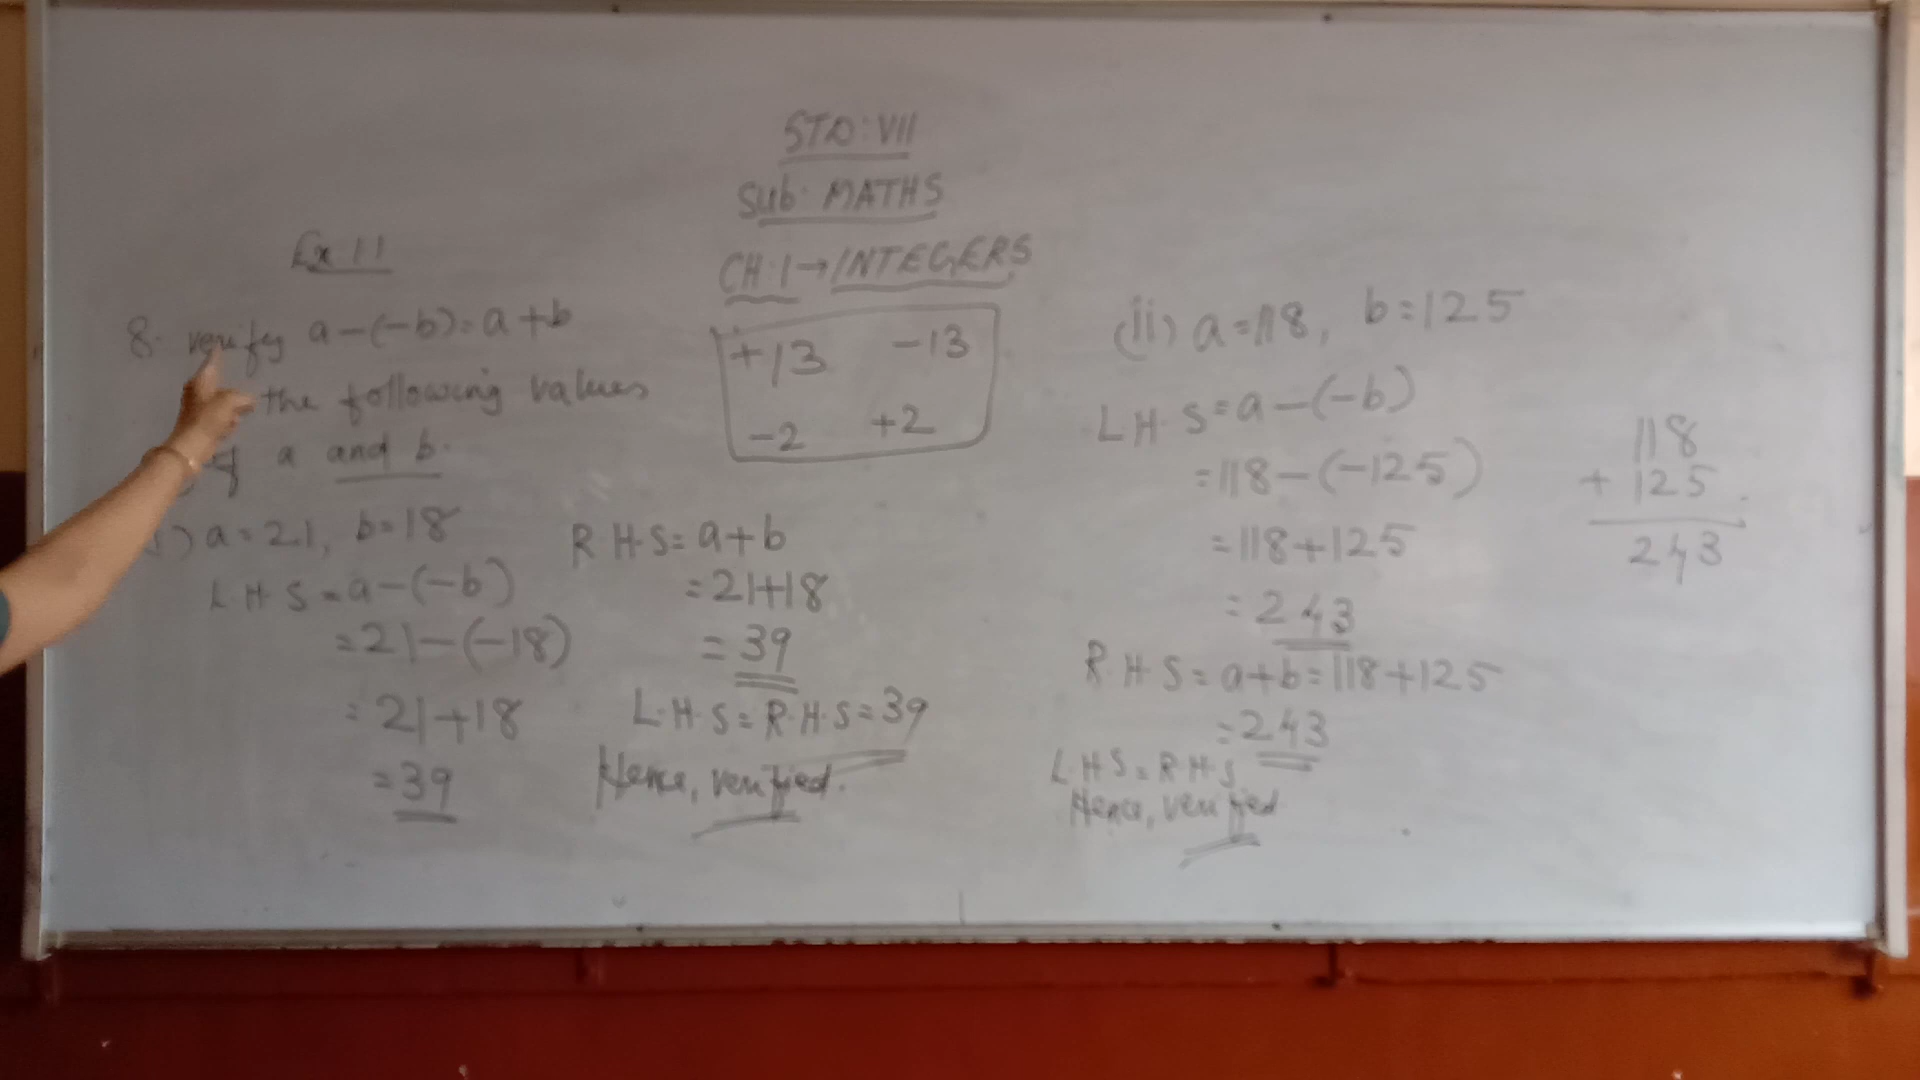 STD: VII
Sub: MATHS
CH.1→INTEGERS
Ex 1.1
8. verify a-(-b)=a+b
the following values
of a and b.
i) a=21, b=18
L.H.S=a-(-b)
=21-(-18)
=21+18
=39
+13 -13
-2 +2
R.H.S=a+b
=21+18
=39
L.H.S=R.H.S=39
Hence, verified.
(ii) a=118, b=125
L.H.S=a-(-b)
=118-(-125)
=118+125
=243
R.H.S=a+b=118+125
=243
L.H.S=R.H.S
Hence, verified
118
+ 125
243